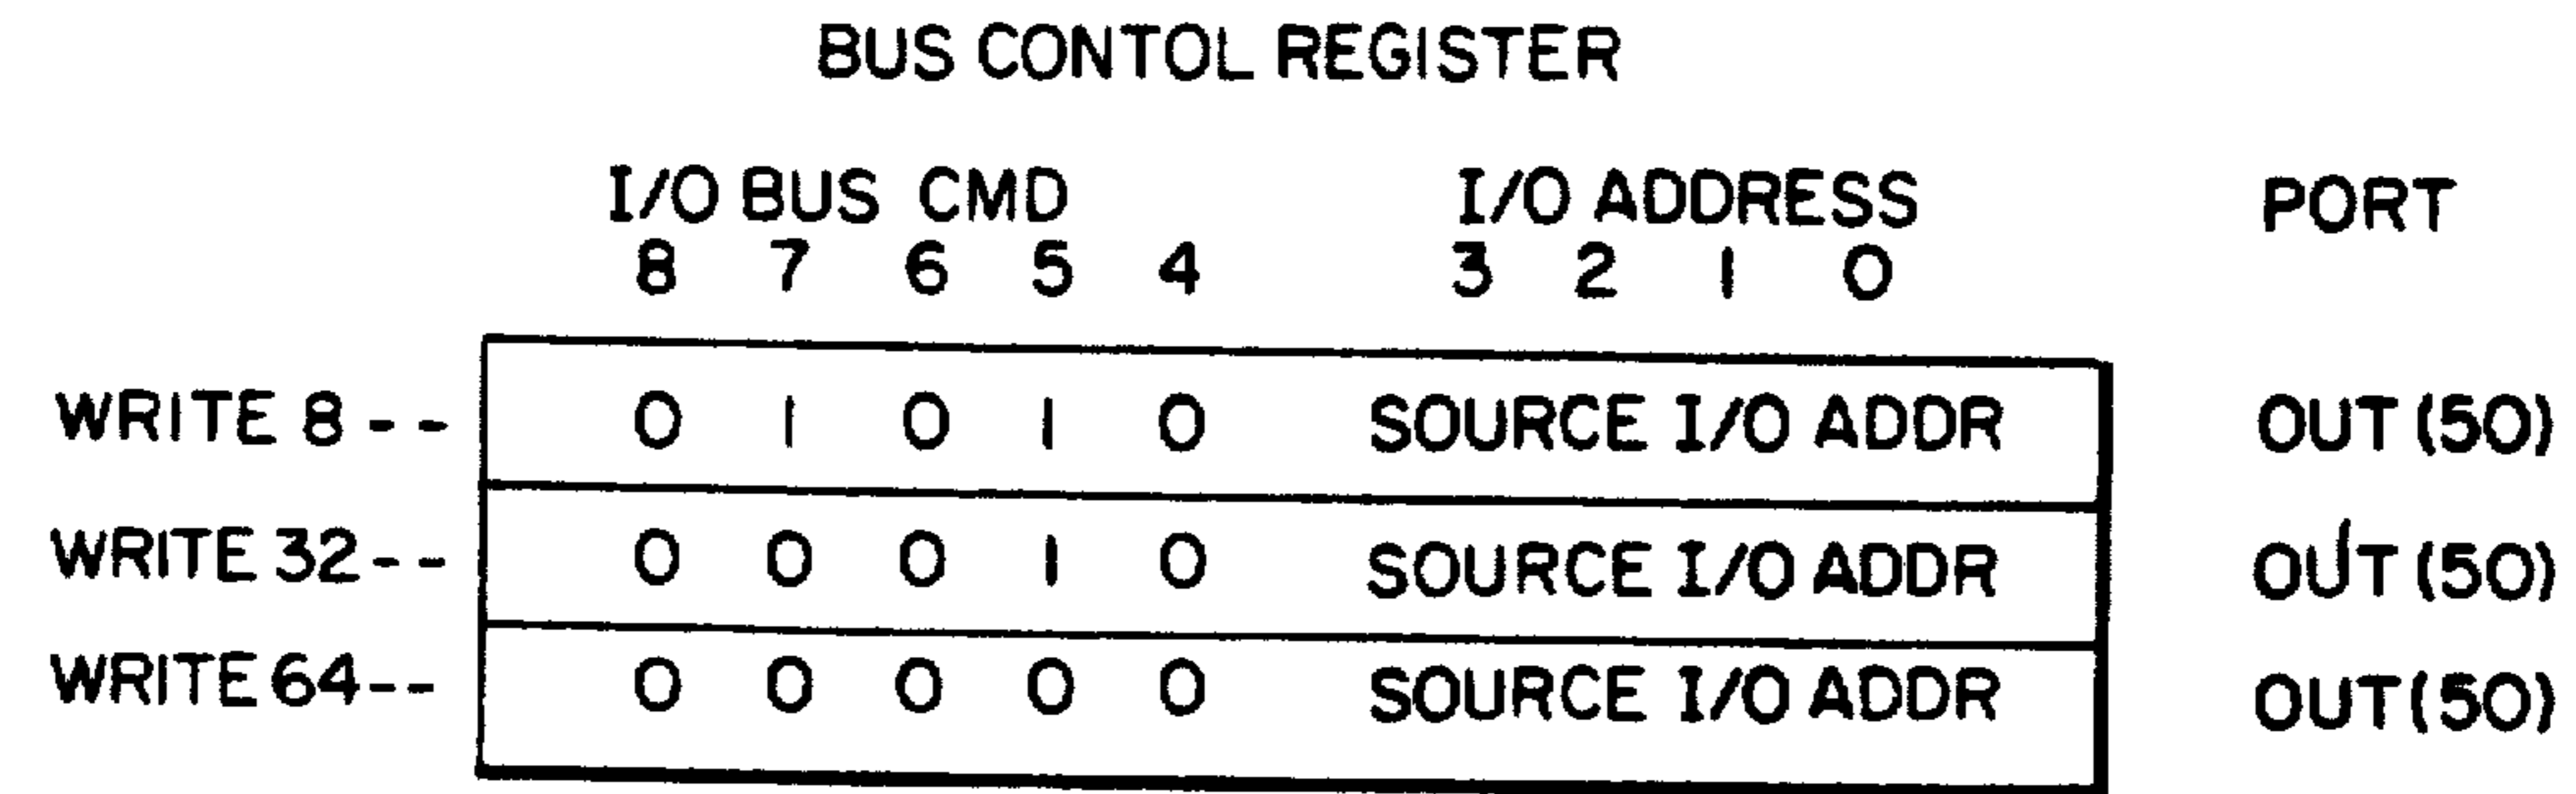 BUS CONTOL REGISTER
I/O BUS CMD I/O ADDRESS PORT
8 7 6 5 4 3 2 1 0
WRITE 8 -- 0 1 0 1 0 SOURCE I/O ADDR OUT (50)
WRITE 32 -- 0 0 0 1 0 SOURCE I/O ADDR OUT (50)
WRITE 64 -- 0 0 0 0 0 SOURCE I/O ADDR OUT (50)